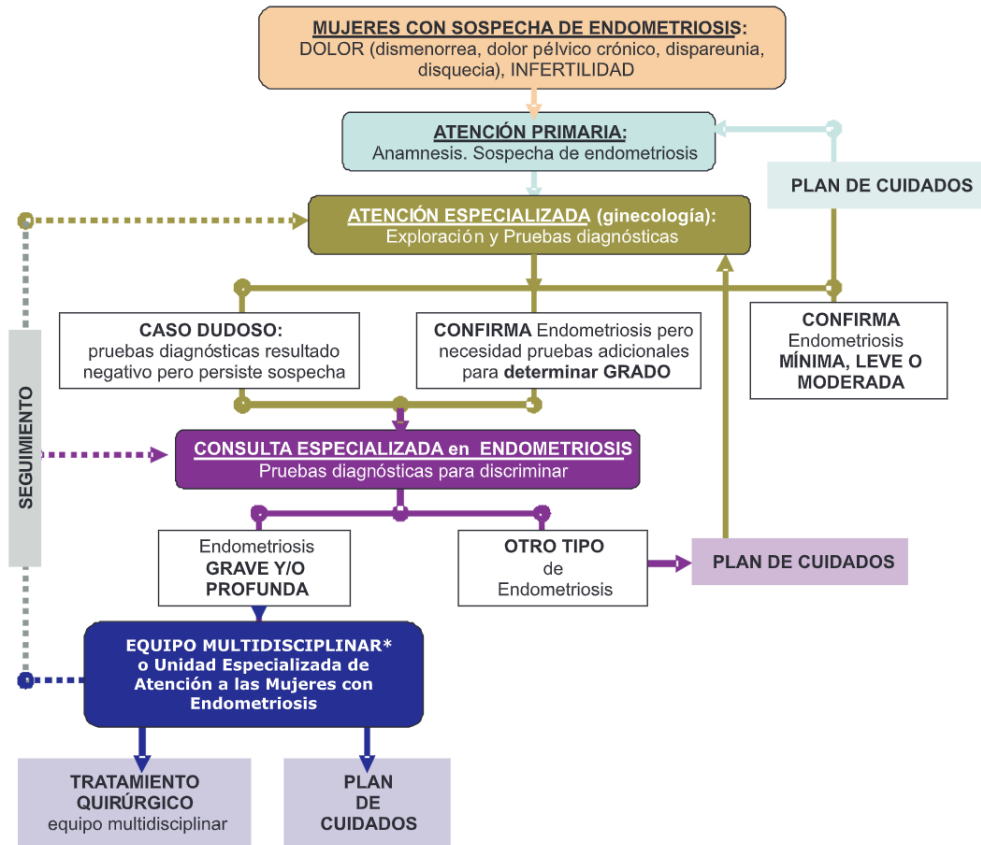 MUJERES CON SOSPECHA DE ENDOMETRIOSIS:
DOLOR (dismenorrea, dolor pélvico crónico, dispareunia,
disquecia), INFERTILIDAD
ATENCIÓN PRIMARIA:
Anamnesis. Sospecha de endometriosis
PLAN DE CUIDADOS
ATENCIÓN ESPECIALIZADA (ginecología):
Exploración y Pruebas diagnósticas
CASO DUDOSO:
pruebas diagnósticas resultado
negativo pero persiste sospecha
CONFIRMA Endometriosis pero
necesidad pruebas adicionales
para determinar GRADO
CONFIRMA
Endometriosis
MÍNIMA, LEVE O
MODERADA
SEGUIMIENTO
CONSULTA ESPECIALIZADA en ENDOMETRIOSIS
Pruebas diagnósticas para discriminar
Endometriosis
GRAVE Y/O
PROFUNDA
OTRO TIPO
de
Endometriosis
PLAN DE CUIDADOS
EQUIPO MULTIDISCIPLINAR*
o Unidad Especializada de
Atención a las Mujeres con
Endometriosis
TRATAMIENTO
QUIRÚRGICO
equipo multidisciplinar
PLAN
DE
CUIDADOS